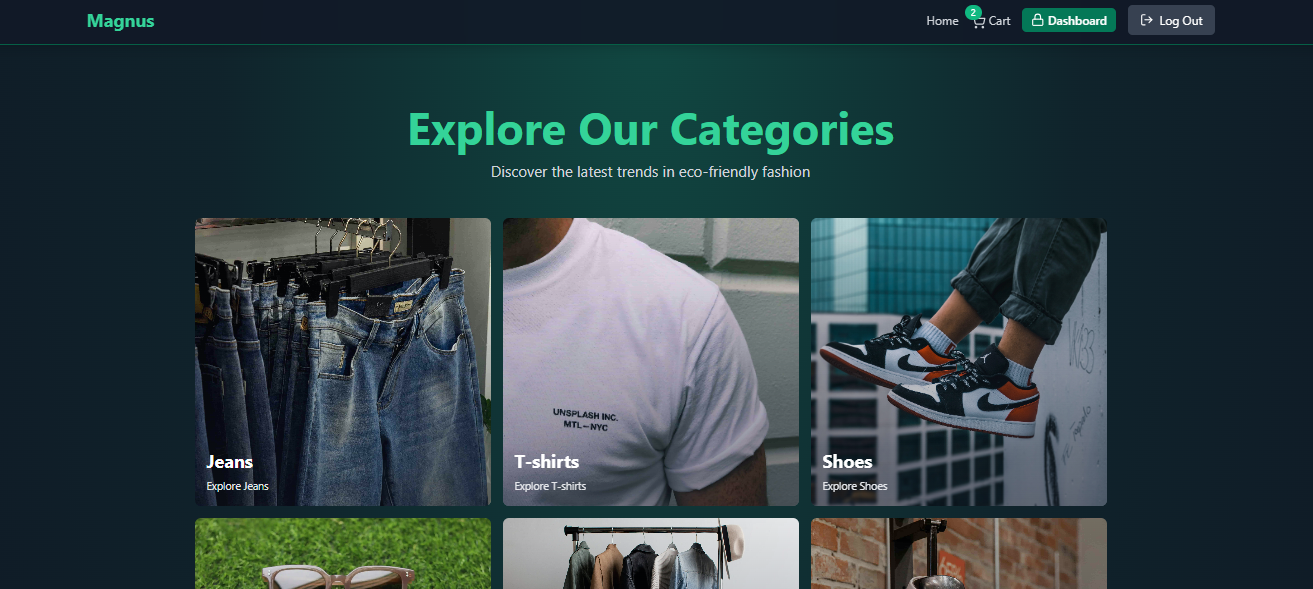 Magnus
Home
2
Cart
Dashboard
Log Out
Explore Our Categories
Discover the latest trends in eco-friendly fashion
UNSPLASH INC.
MTL—NYC
Jeans
Explore Jeans
T-shirts
Explore T-shirts
Shoes
Explore Shoes